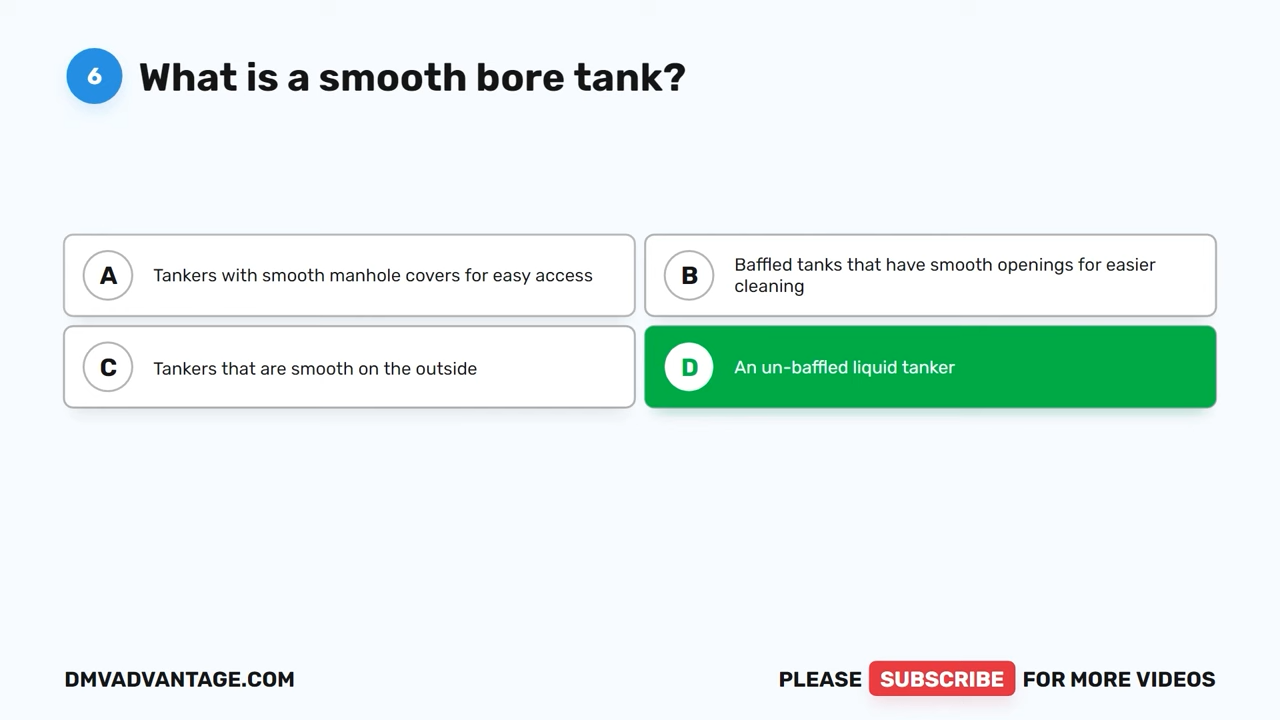 6 What is a smooth bore tank?
A Tankers with smooth manhole covers for easy access
B Baffled tanks that have smooth openings for easier
cleaning
C Tankers that are smooth on the outside
D An un-baffled liquid tanker
DMVADVANTAGE.COM
PLEASE SUBSCRIBE FOR MORE VIDEOS